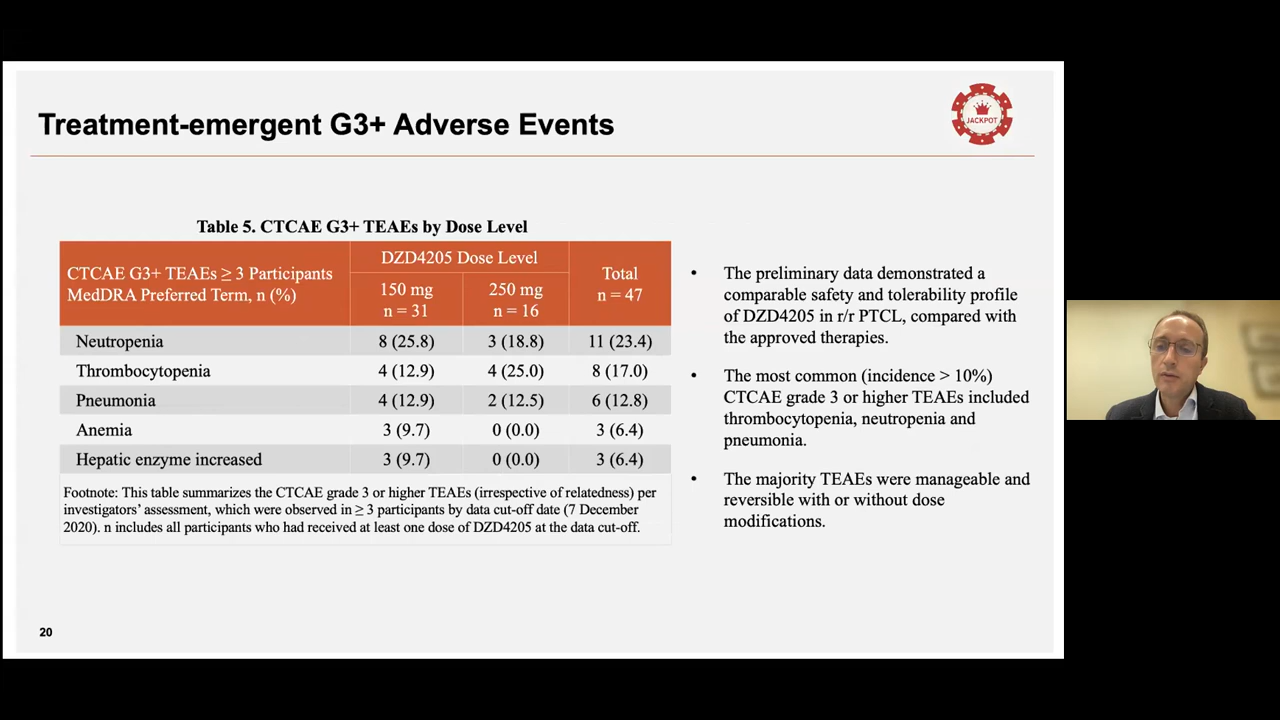 Treatment-emergent G3+ Adverse Events
JACKPOT
Table 5. CTCAE G3+ TEAEs by Dose Level
CTCAE G3+ TEAEs ≥ 3 Participants
MedDRA Preferred Term, n (%)
DZD4205 Dose Level
150 mg
n = 31
250 mg
n = 16
Total
n = 47
Neutropenia 8 (25.8) 3 (18.8) 11 (23.4)
Thrombocytopenia 4 (12.9) 4 (25.0) 8 (17.0)
Pneumonia 4 (12.9) 2 (12.5) 6 (12.8)
Anemia 3 (9.7) 0 (0.0) 3 (6.4)
Hepatic enzyme increased 3 (9.7) 0 (0.0) 3 (6.4)
Footnote: This table summarizes the CTCAE grade 3 or higher TEAEs (irrespective of relatedness) per
investigators’ assessment, which were observed in ≥ 3 participants by data cut-off date (7 December
2020). n includes all participants who had received at least one dose of DZD4205 at the data cut-off.
• The preliminary data demonstrated a
comparable safety and tolerability profile
of DZD4205 in r/r PTCL, compared with
the approved therapies.
• The most common (incidence > 10%)
CTCAE grade 3 or higher TEAEs included
thrombocytopenia, neutropenia and
pneumonia.
• The majority TEAEs were manageable and
reversible with or without dose
modifications.
20